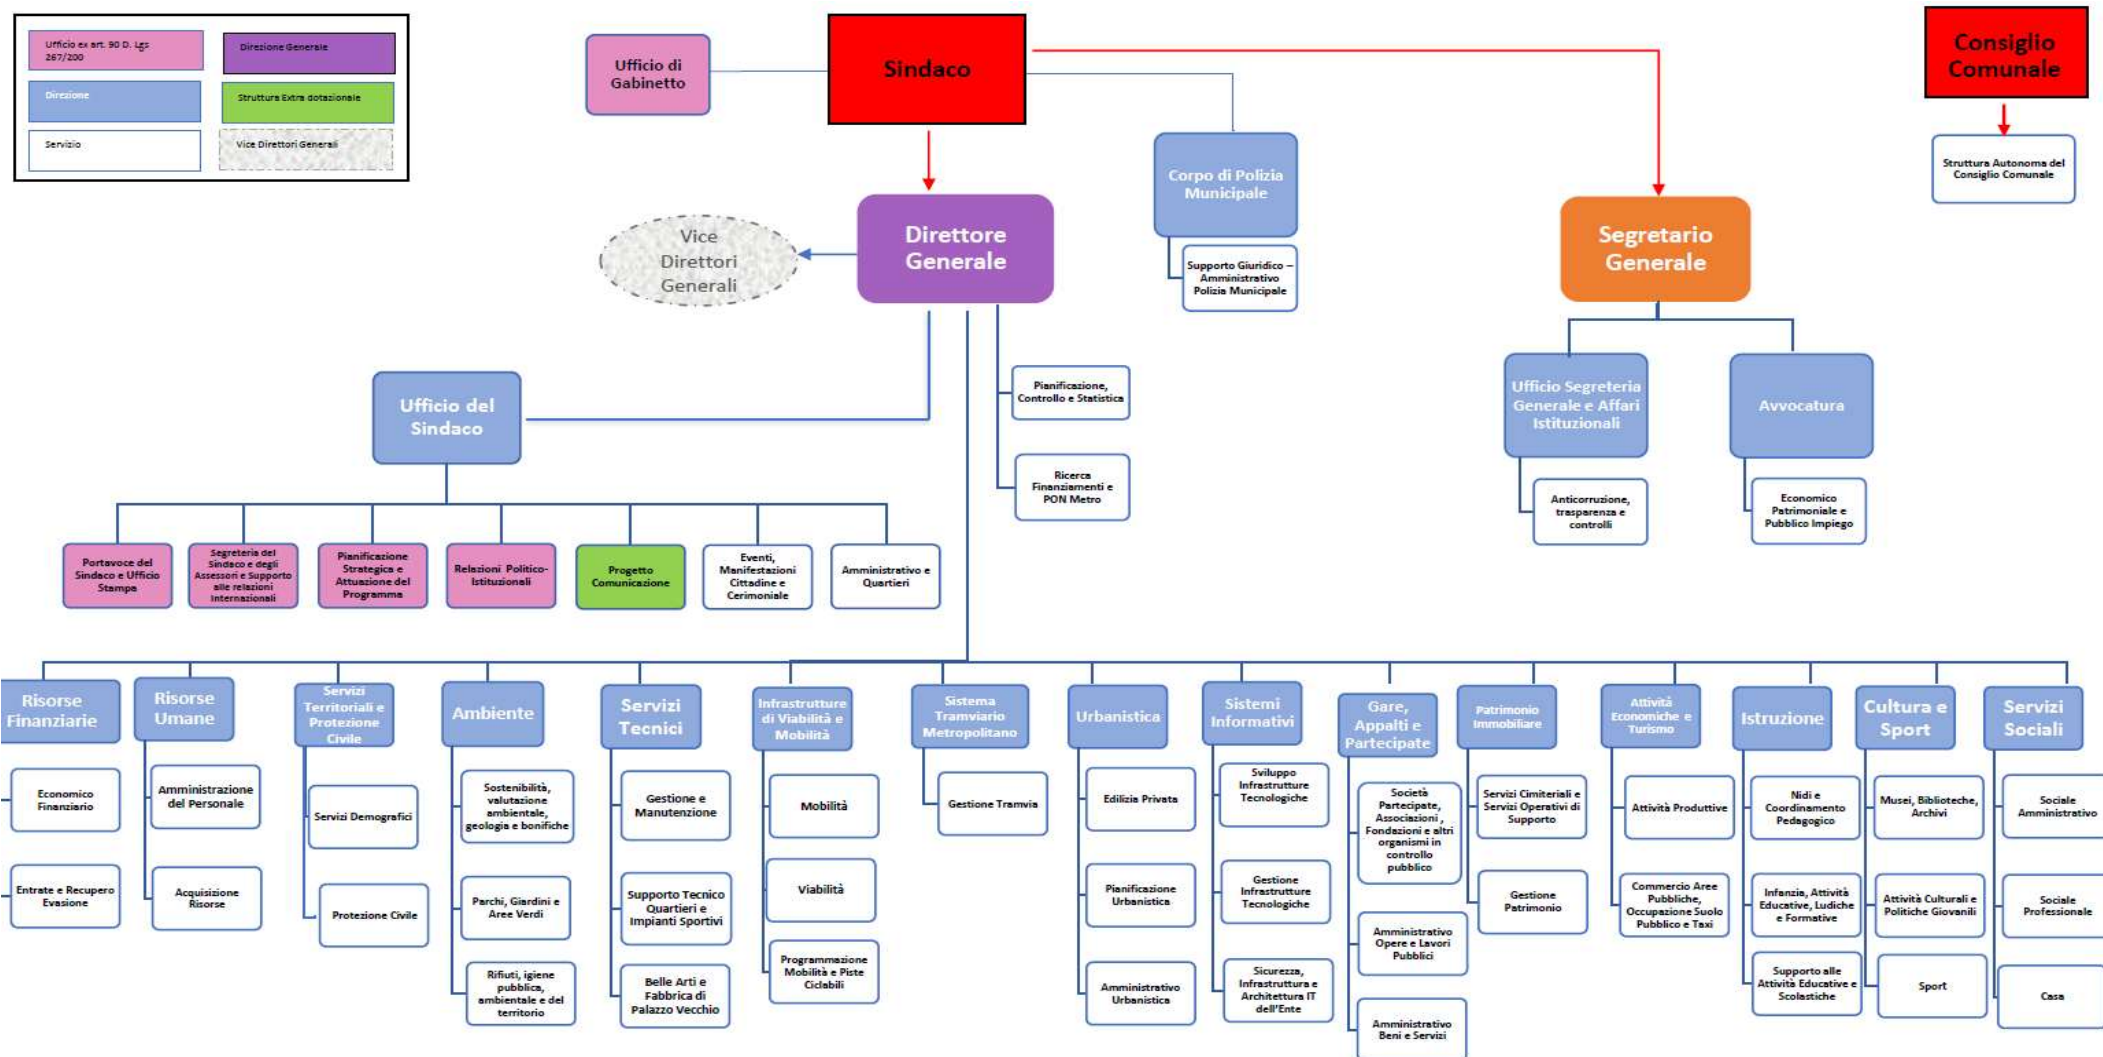 Ufficio ex art. 90 D. Lgs
267/200
Direzione Generale
Direzione
Struttura Extra dotazionale
Servizio
Vice Direttori Generali
Ufficio di
Gabinetto
Sindaco
Consiglio
Comunale
Struttura Autonoma del
Consiglio Comunale
Corpo di Polizia
Municipale
Supporto Giuridico –
Amministrativo
Polizia Municipale
Vice
Direttori
Generali
Direttore
Generale
Segretario
Generale
Pianificazione,
Controllo e Statistica
Ricerca
Finanziamenti e
PON Metro
Ufficio Segreteria
Generale e Affari
Istituzionali
Avvocatura
Anticorruzione,
trasparenza e
controlli
Economico
Patrimoniale e
Pubblico Impiego
Ufficio del
Sindaco
Portavoce del
Sindaco e Ufficio
Stampa
Segreteria del
Sindaco e degli
Assessori e Supporto
alle relazioni
Internazionali
Pianificazione
Strategica e
Attuazione del
Programma
Relazioni Politico-
Istituzionali
Progetto
Comunicazione
Eventi,
Manifestazioni
Cittadine e
Cerimoniale
Amministrativo e
Quartieri
Risorse
Finanziarie
Economico
Finanziario
Entrate e Recupero
Evasione
Risorse
Umane
Amministrazione
del Personale
Acquisizione
Risorse
Servizi
Territoriali e
Protezione
Civile
Servizi Demografici
Protezione Civile
Ambiente
Sostenibilità,
valutazione
ambientale,
geologia e bonifiche
Parchi, Giardini e
Aree Verdi
Rifiuti, igiene
pubblica,
ambientale e del
territorio
Servizi
Tecnici
Gestione e
Manutenzione
Supporto Tecnico
Quartieri e
Impianti Sportivi
Belle Arti e
Fabbrica di
Palazzo Vecchio
Infrastrutture
di Viabilità e
Mobilità
Mobilità
Viabilità
Programmazione
Mobilità e Piste
Ciclabili
Sistema
Tramviario
Metropolitano
Gestione Tramvia
Urbanistica
Edilizia Privata
Pianificazione
Urbanistica
Amministrativo
Urbanistica
Sistemi
Informativi
Sviluppo
Infrastrutture
Tecnologiche
Gestione
Infrastrutture
Tecnologiche
Sicurezza,
Infrastruttura e
Architettura IT
dell'Ente
Gare,
Appalti e
Partecipate
Società
Partecipate,
Associazioni ,
Fondazioni e altri
organismi in
controllo
pubblico
Amministrativo
Opere e Lavori
Pubblici
Amministrativo
Beni e Servizi
Patrimonio
Immobiliare
Servizi Cimiteriali e
Servizi Operativi di
Supporto
Gestione
Patrimonio
Attività
Economiche e
Turismo
Attività Produttive
Commercio Aree
Pubbliche,
Occupazione Suolo
Pubblico e Taxi
Istruzione
Nidi e
Coordinamento
Pedagogico
Infanzia, Attività
Educative, Ludiche
e Formative
Supporto alle
Attività Educative e
Scolastiche
Cultura e
Sport
Musei, Biblioteche,
Archivi
Attività Culturali e
Politiche Giovanili
Sport
Servizi
Sociali
Sociale
Amministrativo
Sociale
Professionale
Casa